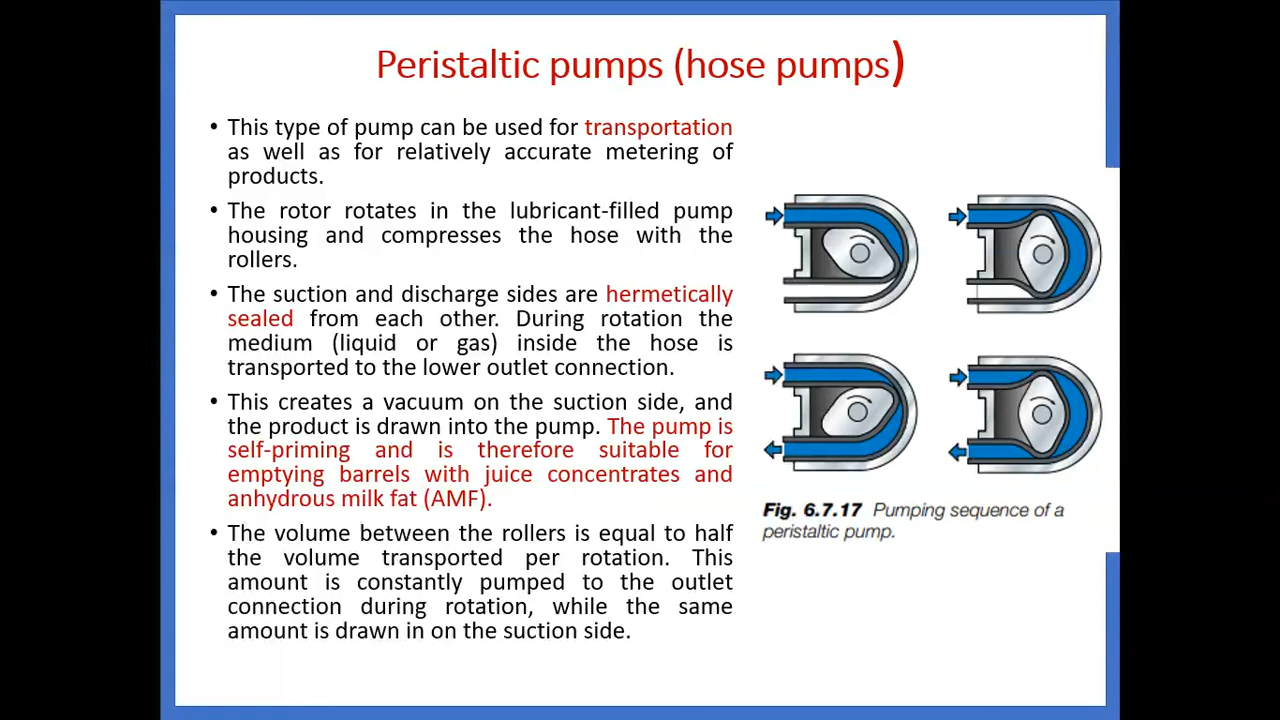 Peristaltic pumps (hose pumps)
• This type of pump can be used for transportation
as well as for relatively accurate metering of
products.
• The rotor rotates in the lubricant-filled pump
housing and compresses the hose with the
rollers.
• The suction and discharge sides are hermetically
sealed from each other. During rotation the
medium (liquid or gas) inside the hose is
transported to the lower outlet connection.
• This creates a vacuum on the suction side, and
the product is drawn into the pump. The pump is
self-priming and is therefore suitable for
emptying barrels with juice concentrates and
anhydrous milk fat (AMF).
• The volume between the rollers is equal to half
the volume transported per rotation. This
amount is constantly pumped to the outlet
connection during rotation, while the same
amount is drawn in on the suction side.
Fig. 6.7.17 Pumping sequence of a
peristaltic pump.